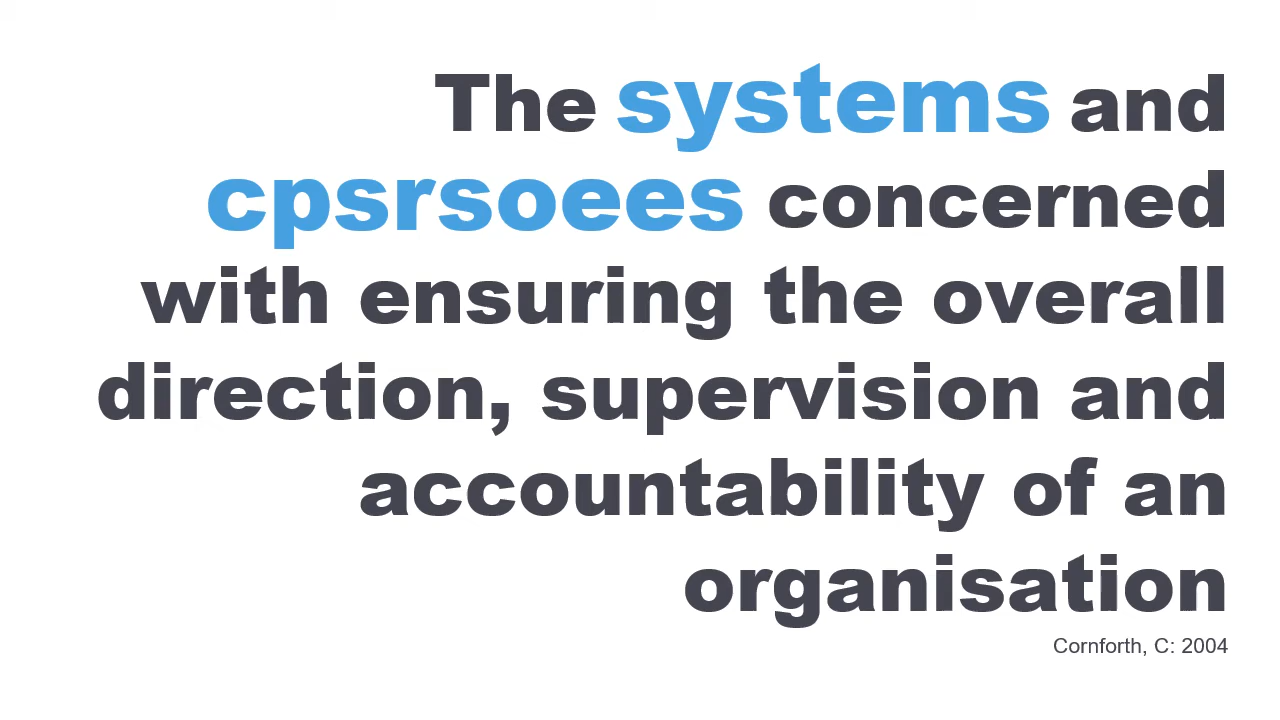 The systems and
cpsrsoees concerned
with ensuring the overall
direction, supervision and
accountability of an
organisation
Cornforth, C: 2004